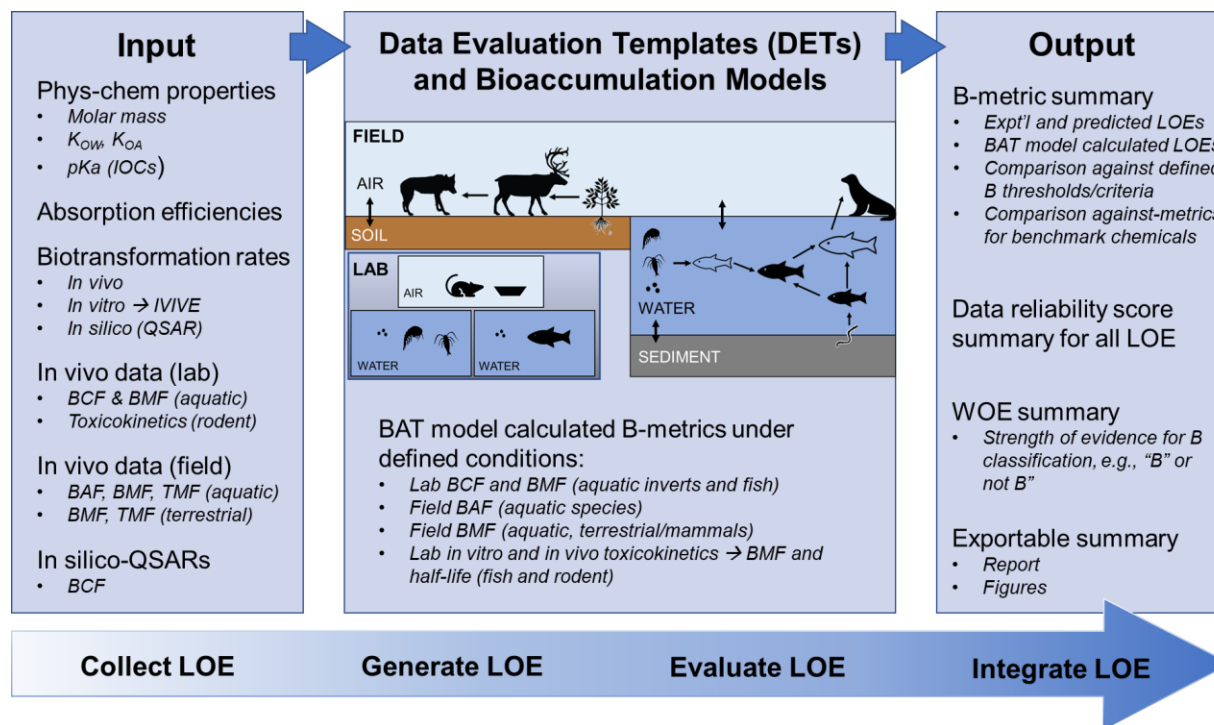 Input
Phys-chem properties
• Molar mass
• KOW, KOA
• pKa (IOCs)
Absorption efficiencies
Biotransformation rates
• In vivo
• In vitro → IVIVE
• In silico (QSAR)
In vivo data (lab)
• BCF & BMF (aquatic)
• Toxicokinetics (rodent)
In vivo data (field)
• BAF, BMF, TMF (aquatic)
• BMF, TMF (terrestrial)
In silico-QSARs
• BCF
Data Evaluation Templates (DETs)
and Bioaccumulation Models
FIELD
AIR
SOIL
LAB
AIR
WATER
WATER
WATER
SEDIMENT
BAT model calculated B-metrics under
defined conditions:
• Lab BCF and BMF (aquatic inverts and fish)
• Field BAF (aquatic species)
• Field BMF (aquatic, terrestrial/mammals)
• Lab in vitro and in vivo toxicokinetics → BMF and
half-life (fish and rodent)
Output
B-metric summary
• Expt'l and predicted LOEs
• BAT model calculated LOEs
• Comparison against defined
B thresholds/criteria
• Comparison against-metrics
for benchmark chemicals
Data reliability score
summary for all LOE
WOE summary
• Strength of evidence for B
classification, e.g., “B” or
not B”
Exportable summary
• Report
• Figures
Collect LOE
Generate LOE
Evaluate LOE
Integrate LOE